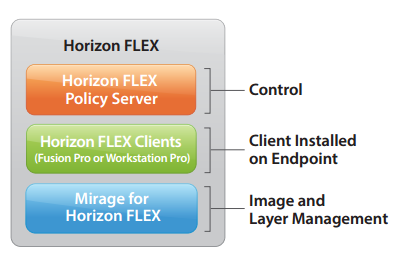 Horizon FLEX
Horizon FLEX
Policy Server
Control
Horizon FLEX Clients
(Fusion Pro or Workstation Pro)
Client Installed
on Endpoint
Mirage for
Horizon FLEX
Image and
Layer Management